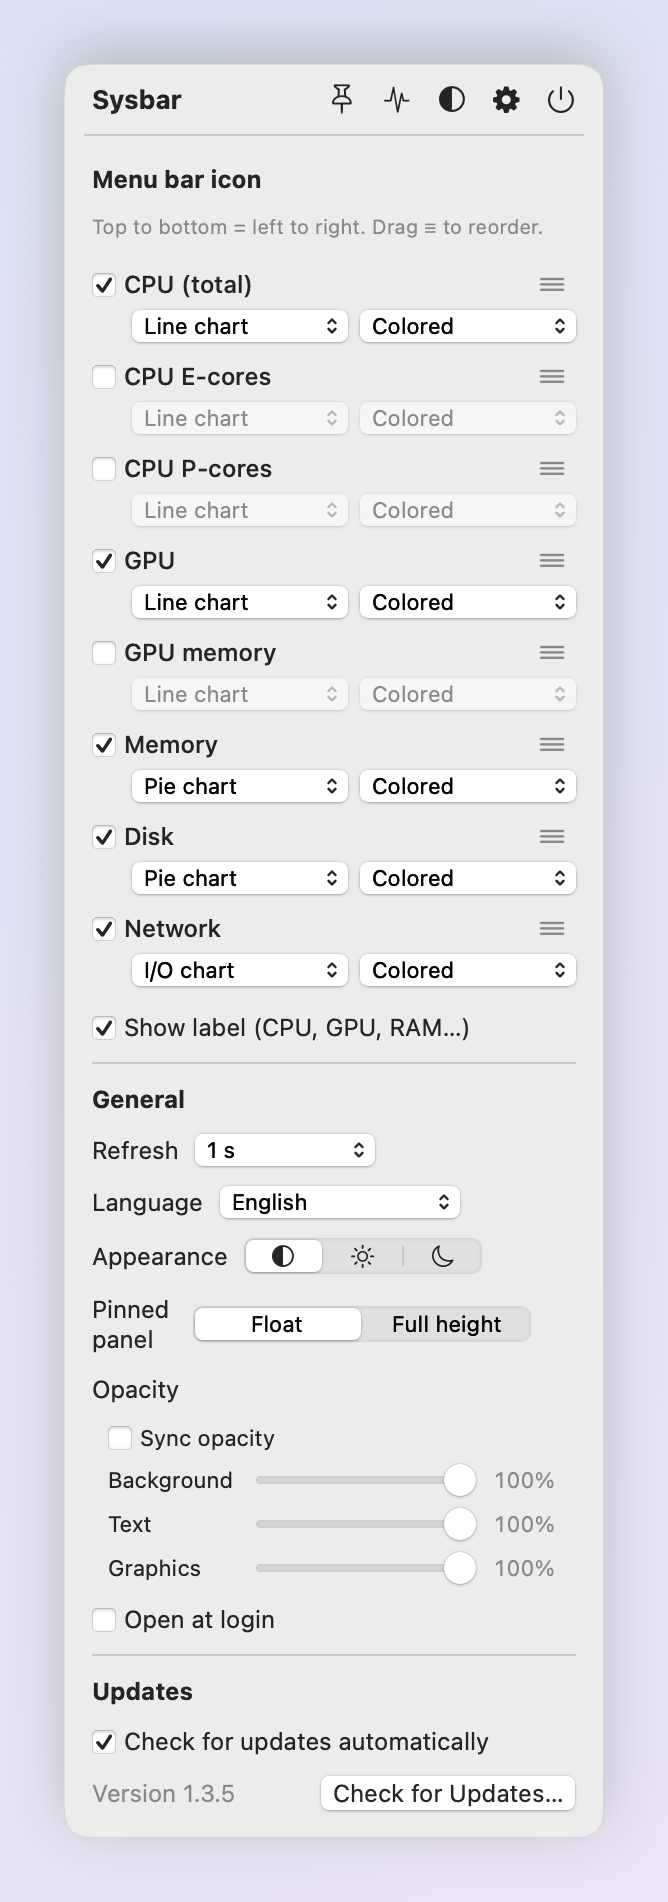 Sysbar
Menu bar icon
Top to bottom = left to right. Drag ≡ to reorder.
CPU (total)
Line chart Colored
CPU E-cores
Line chart Colored
CPU P-cores
Line chart Colored
GPU
Line chart Colored
GPU memory
Line chart Colored
Memory
Pie chart Colored
Disk
Pie chart Colored
Network
I/O chart Colored
Show label (CPU, GPU, RAM...)
General
Refresh 1 s
Language English
Appearance
Pinned
panel Float Full height
Opacity
Sync opacity
Background 100%
Text 100%
Graphics 100%
Open at login
Updates
Check for updates automatically
Version 1.3.5 Check for Updates...